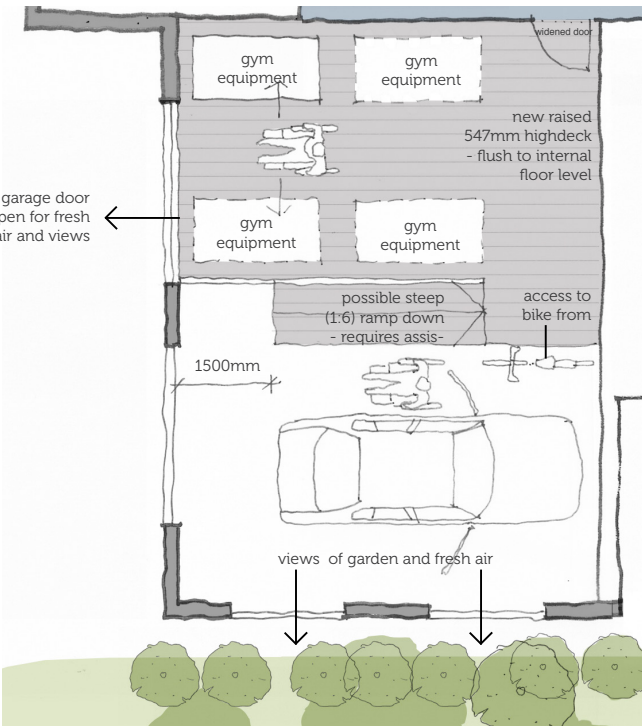 widened door
gym
equipment
gym
equipment
new raised
547mm highdeck
- flush to internal
floor level
garage door
pen for fresh
air and views
gym
equipment
gym
equipment
possible steep
(1:6) ramp down
- requires assis-
access to
bike from
1500mm
views of garden and fresh air